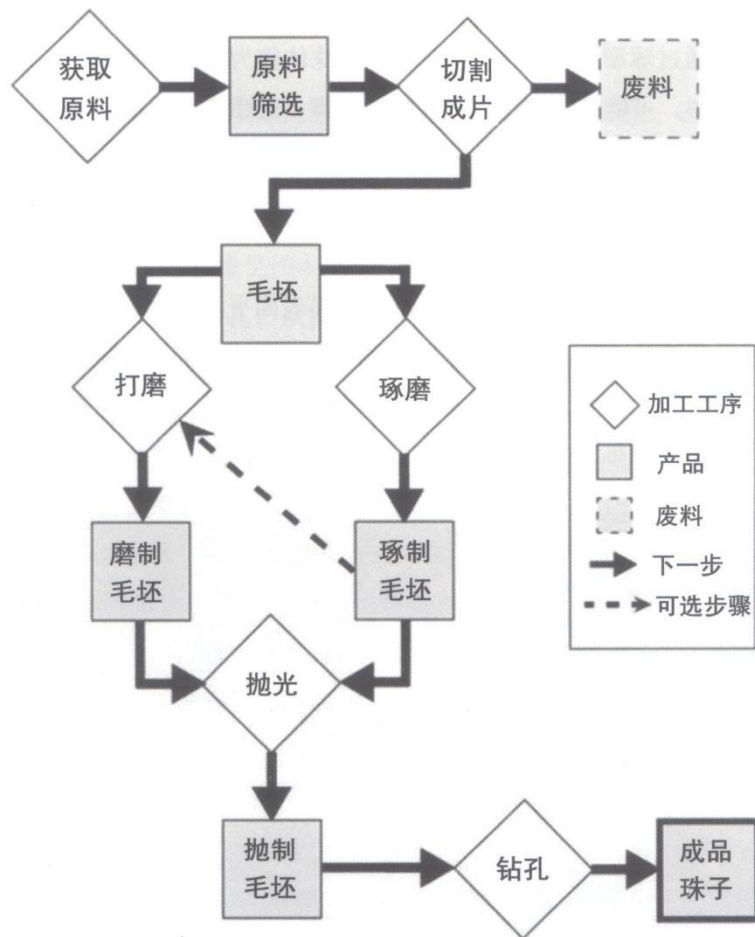 获取
原料
原料
筛选
切割
成片
废料
毛坯
打磨
琢磨
磨制
毛坯
琢制
毛坯
抛光
抛制
毛坯
钻孔
成品
珠子
加工工序
产品
废料
下一步
可选步骤